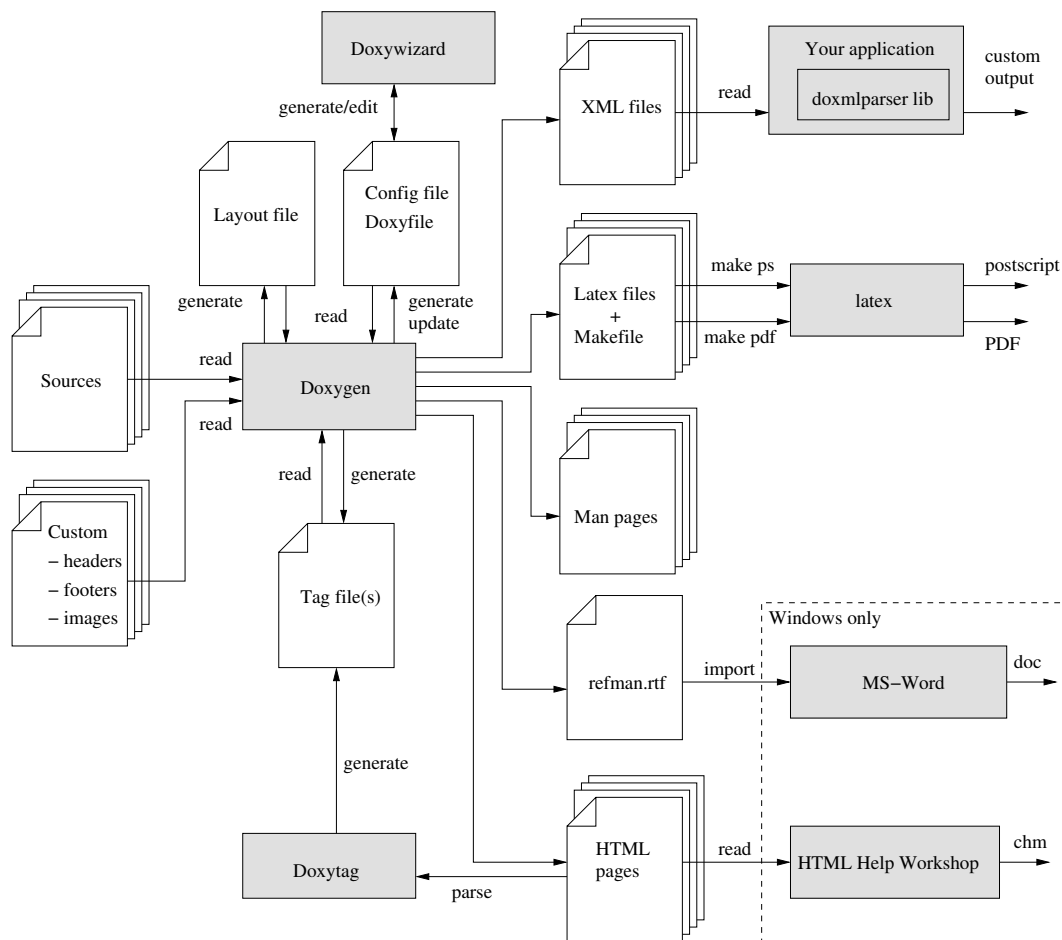 Doxywizard
generate/edit
Layout file
Config file
Doxyfile
generate
read
generate
update
Sources
read
Doxygen
read
Custom
− headers
− footers
− images
read
generate
Tag file(s)
generate
Doxytag
parse
XML files
read
Your application
doxmlparser lib
custom
output
Latex files
+
Makefile
make ps
make pdf
latex
postscript
PDF
Man pages
refman.rtf
import
Windows only
MS−Word
doc
HTML
pages
read
HTML Help Workshop
chm